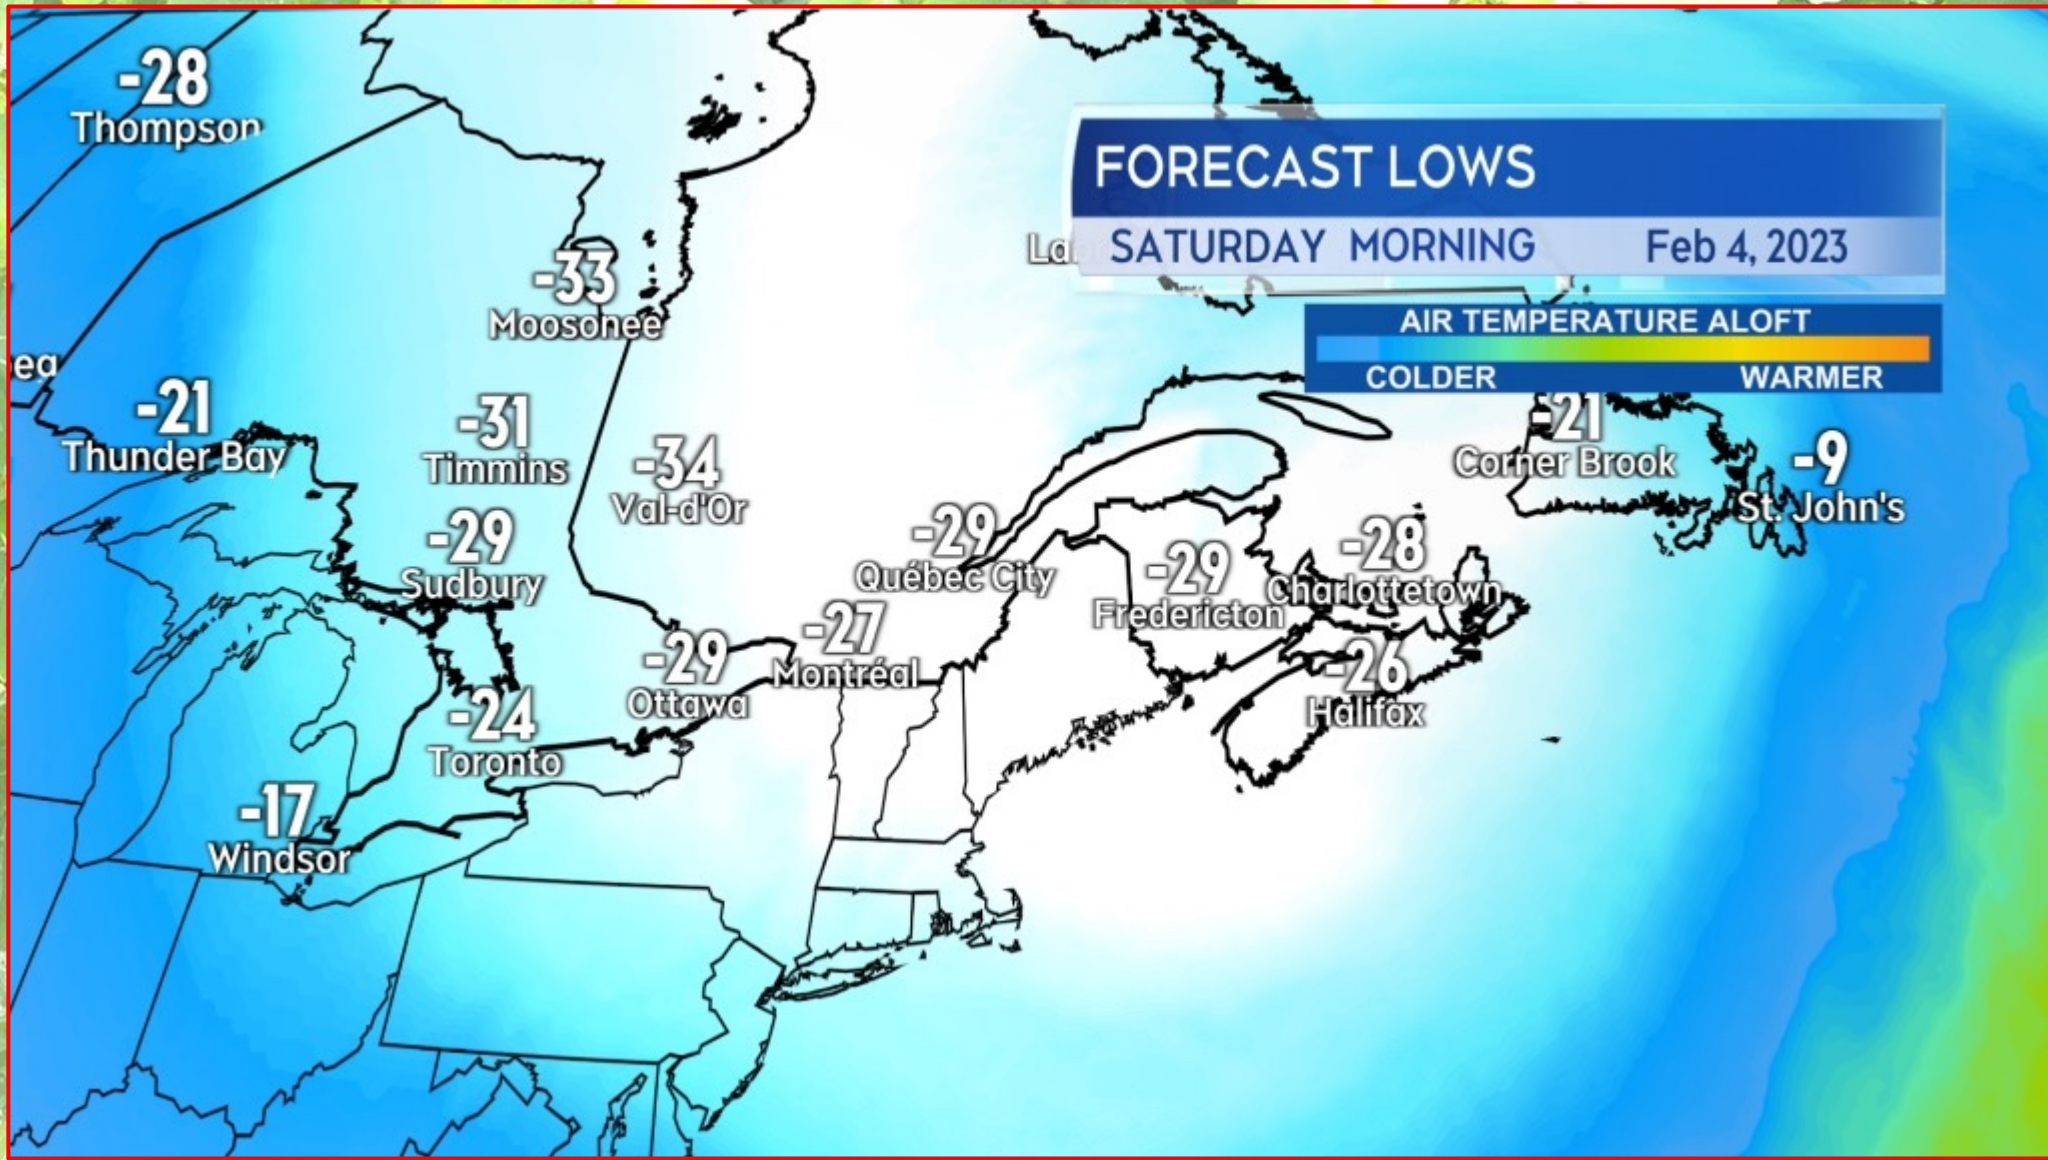 -28
Thompson
FORECAST LOWS
SATURDAY MORNING Feb 4, 2023
-33
Moosonee
AIR TEMPERATURE ALOFT
COLDER WARMER
-21
Thunder Bay
-31
Timmins
-34
Val-d'Or
-21
Corner Brook
-9
St. John's
-29
Sudbury
-29
Québec City
-29
Fredericton
-28
Charlottetown
-27
Montréal
-29
Ottawa
-26
Halifax
-24
Toronto
-17
Windsor